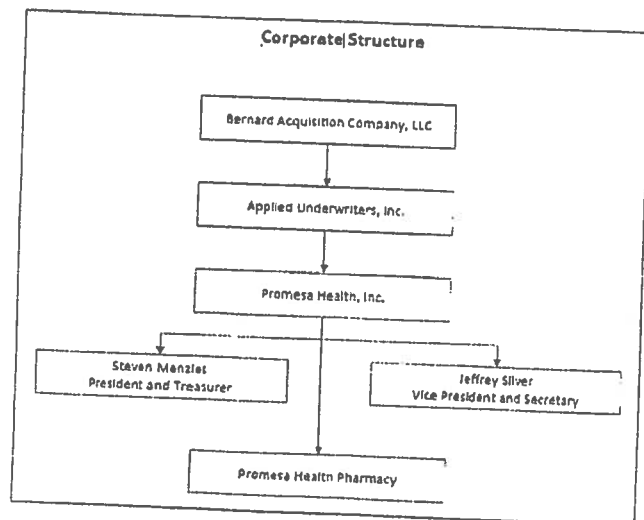 Corporate Structure
Bernard Acquisition Company, LLC
Applied Underwriters, Inc.
Promesa Health, Inc.
Steven Menzies
President and Treasurer
Jeffrey Silver
Vice President and Secretary
Promesa Health Pharmacy